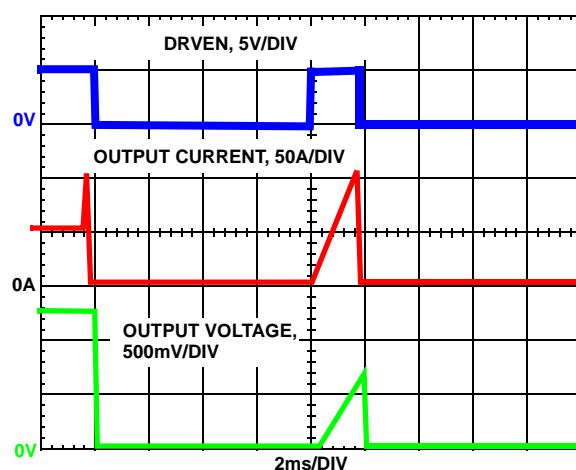 DRVEN, 5V/DIV
0V
OUTPUT CURRENT, 50A/DIV
0A
OUTPUT VOLTAGE,
500mV/DIV
0V
2ms/DIV